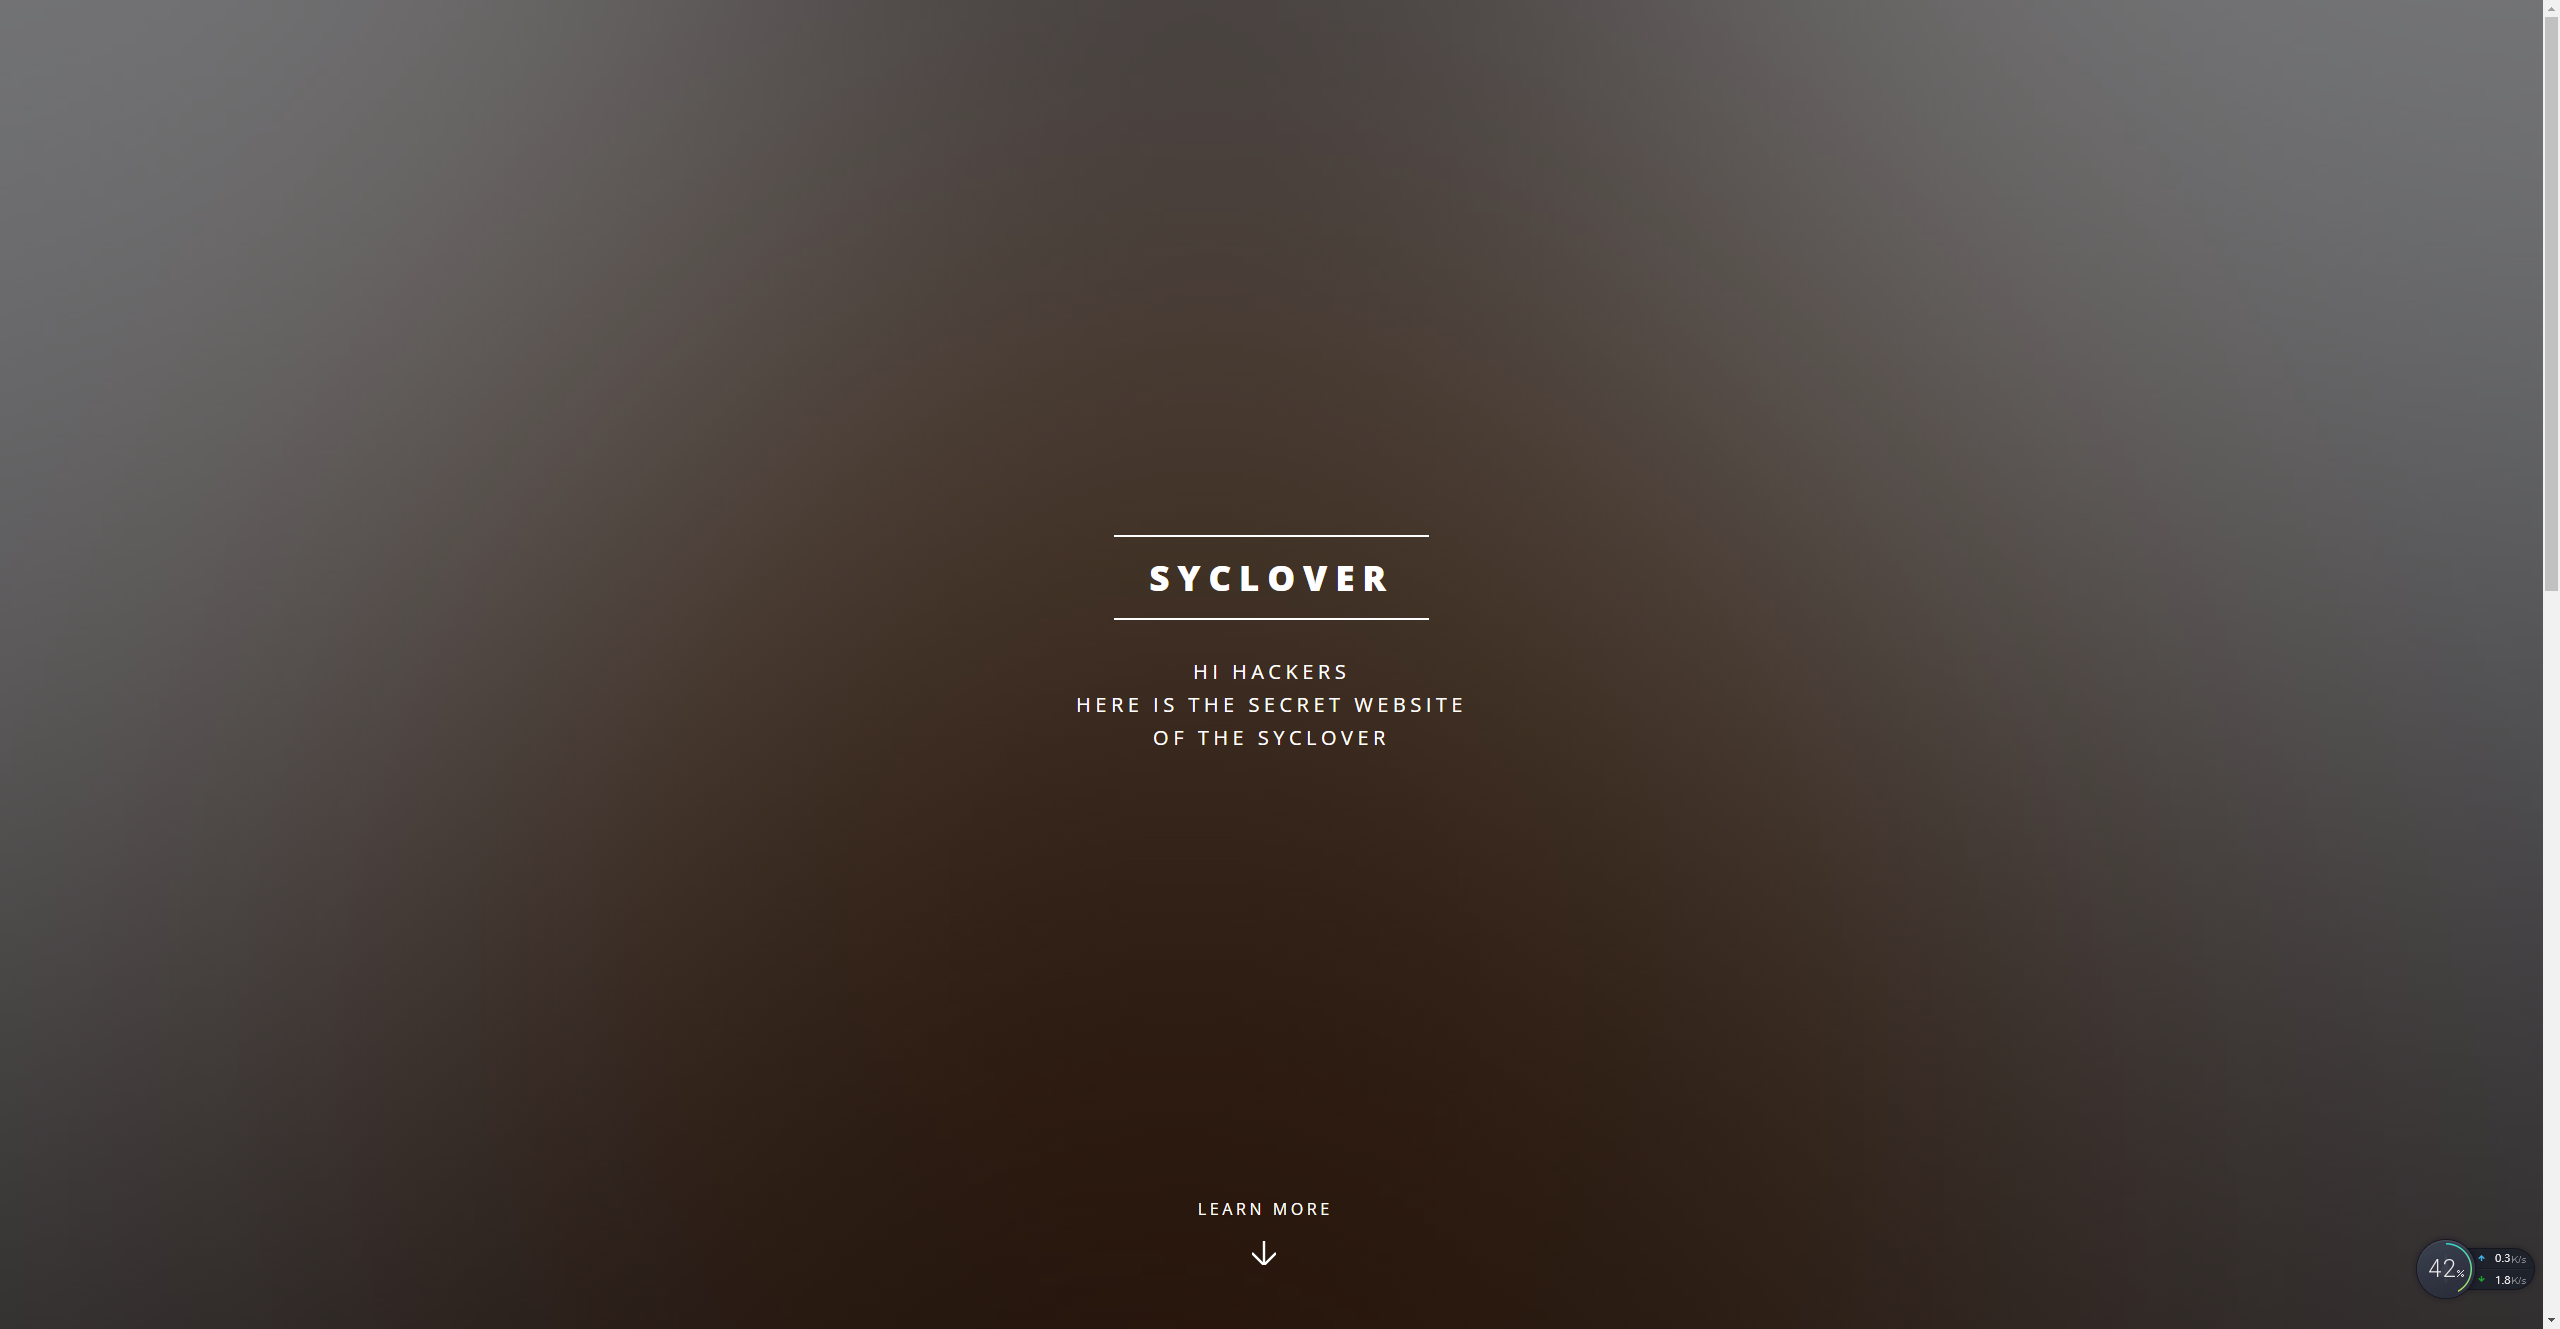 SYCLOVER
HI HACKERS
HERE IS THE SECRET WEBSITE
OF THE SYCLOVER
LEARN MORE
42%
0.3K/s
1.8K/s